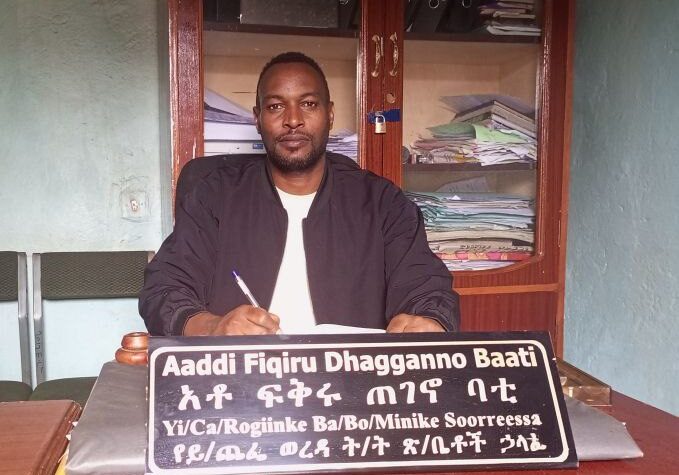 Aaddi Fiqiru Dhagganno Baati
አቶ ፍቅሩ ጠገኖ ባቲ
Yi/Ca/Rogiinke Ba/Bo/Minike Soorreessa
የይ/ጨፌ ወረዳ ት/ት ጽ/ቤቶች ኃላፊ